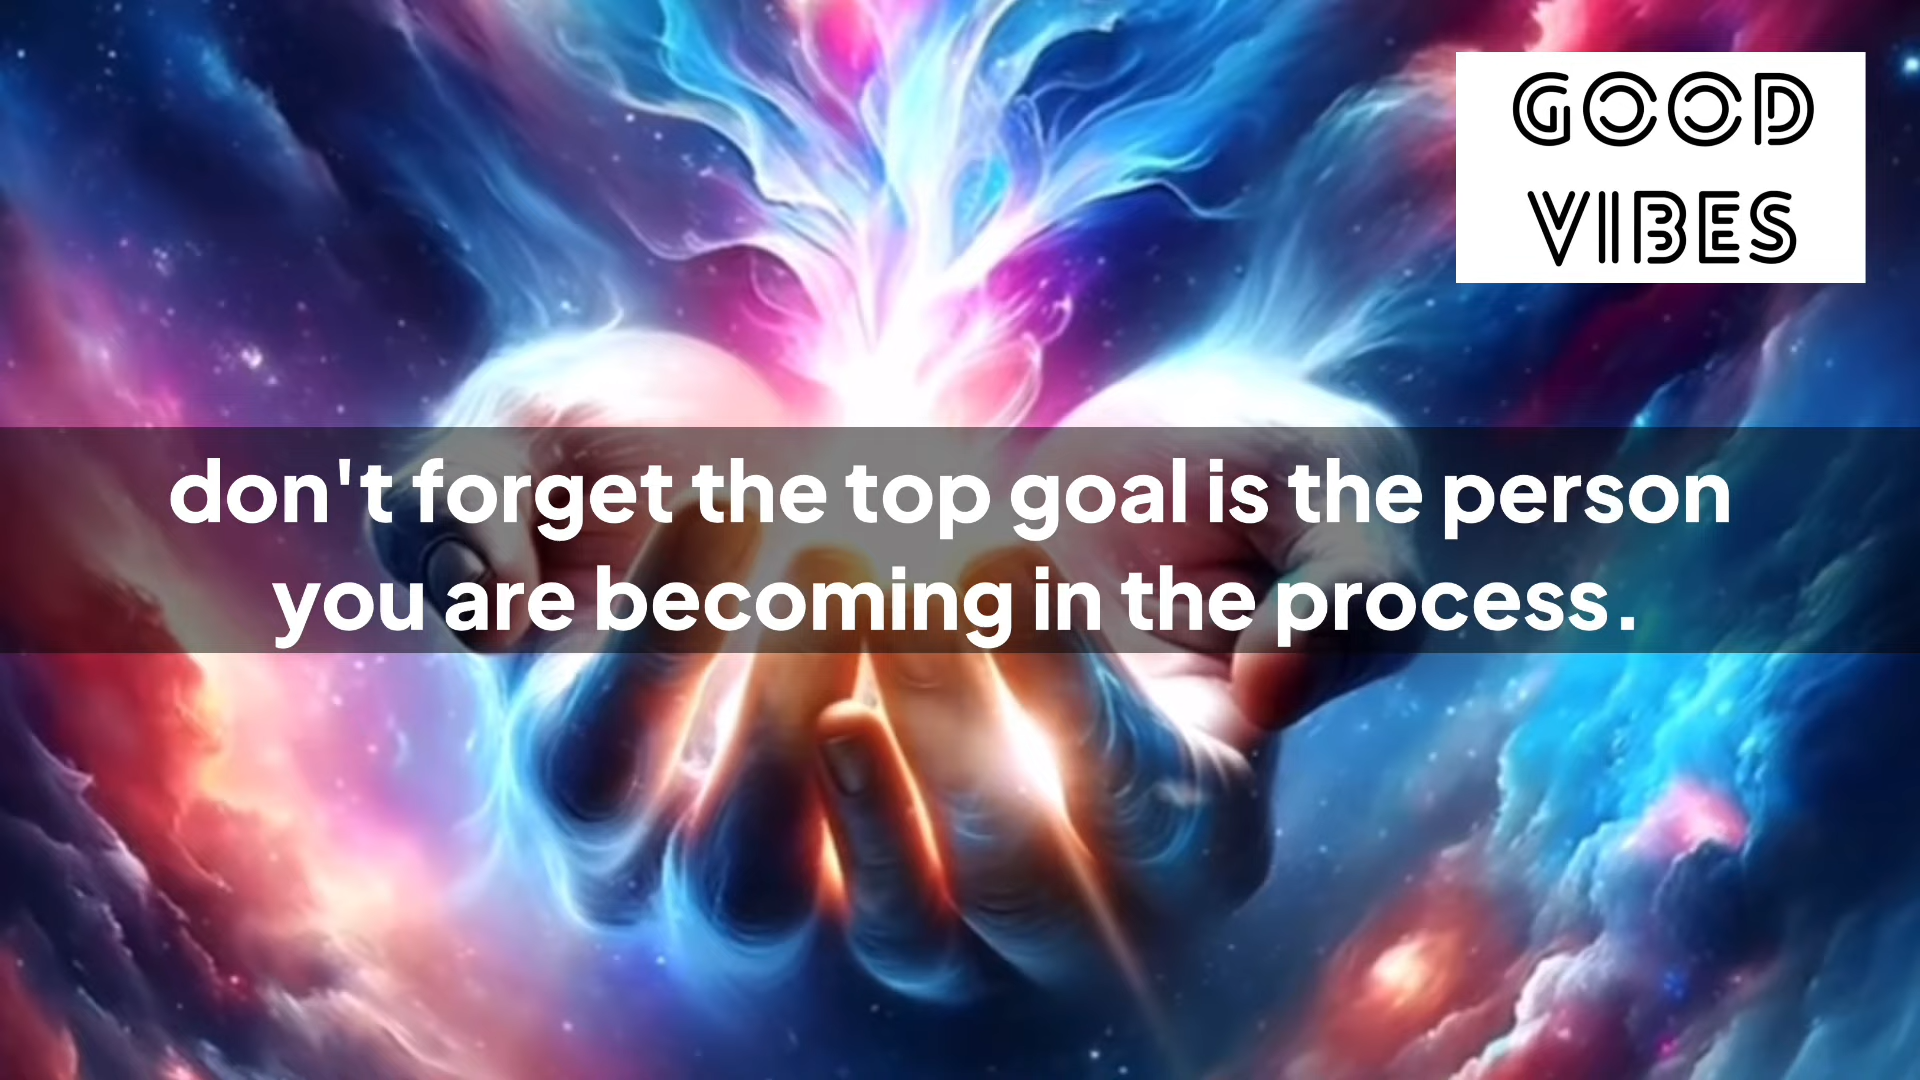 GOOD
VIBES
don't forget the top goal is the person
you are becoming in the process.